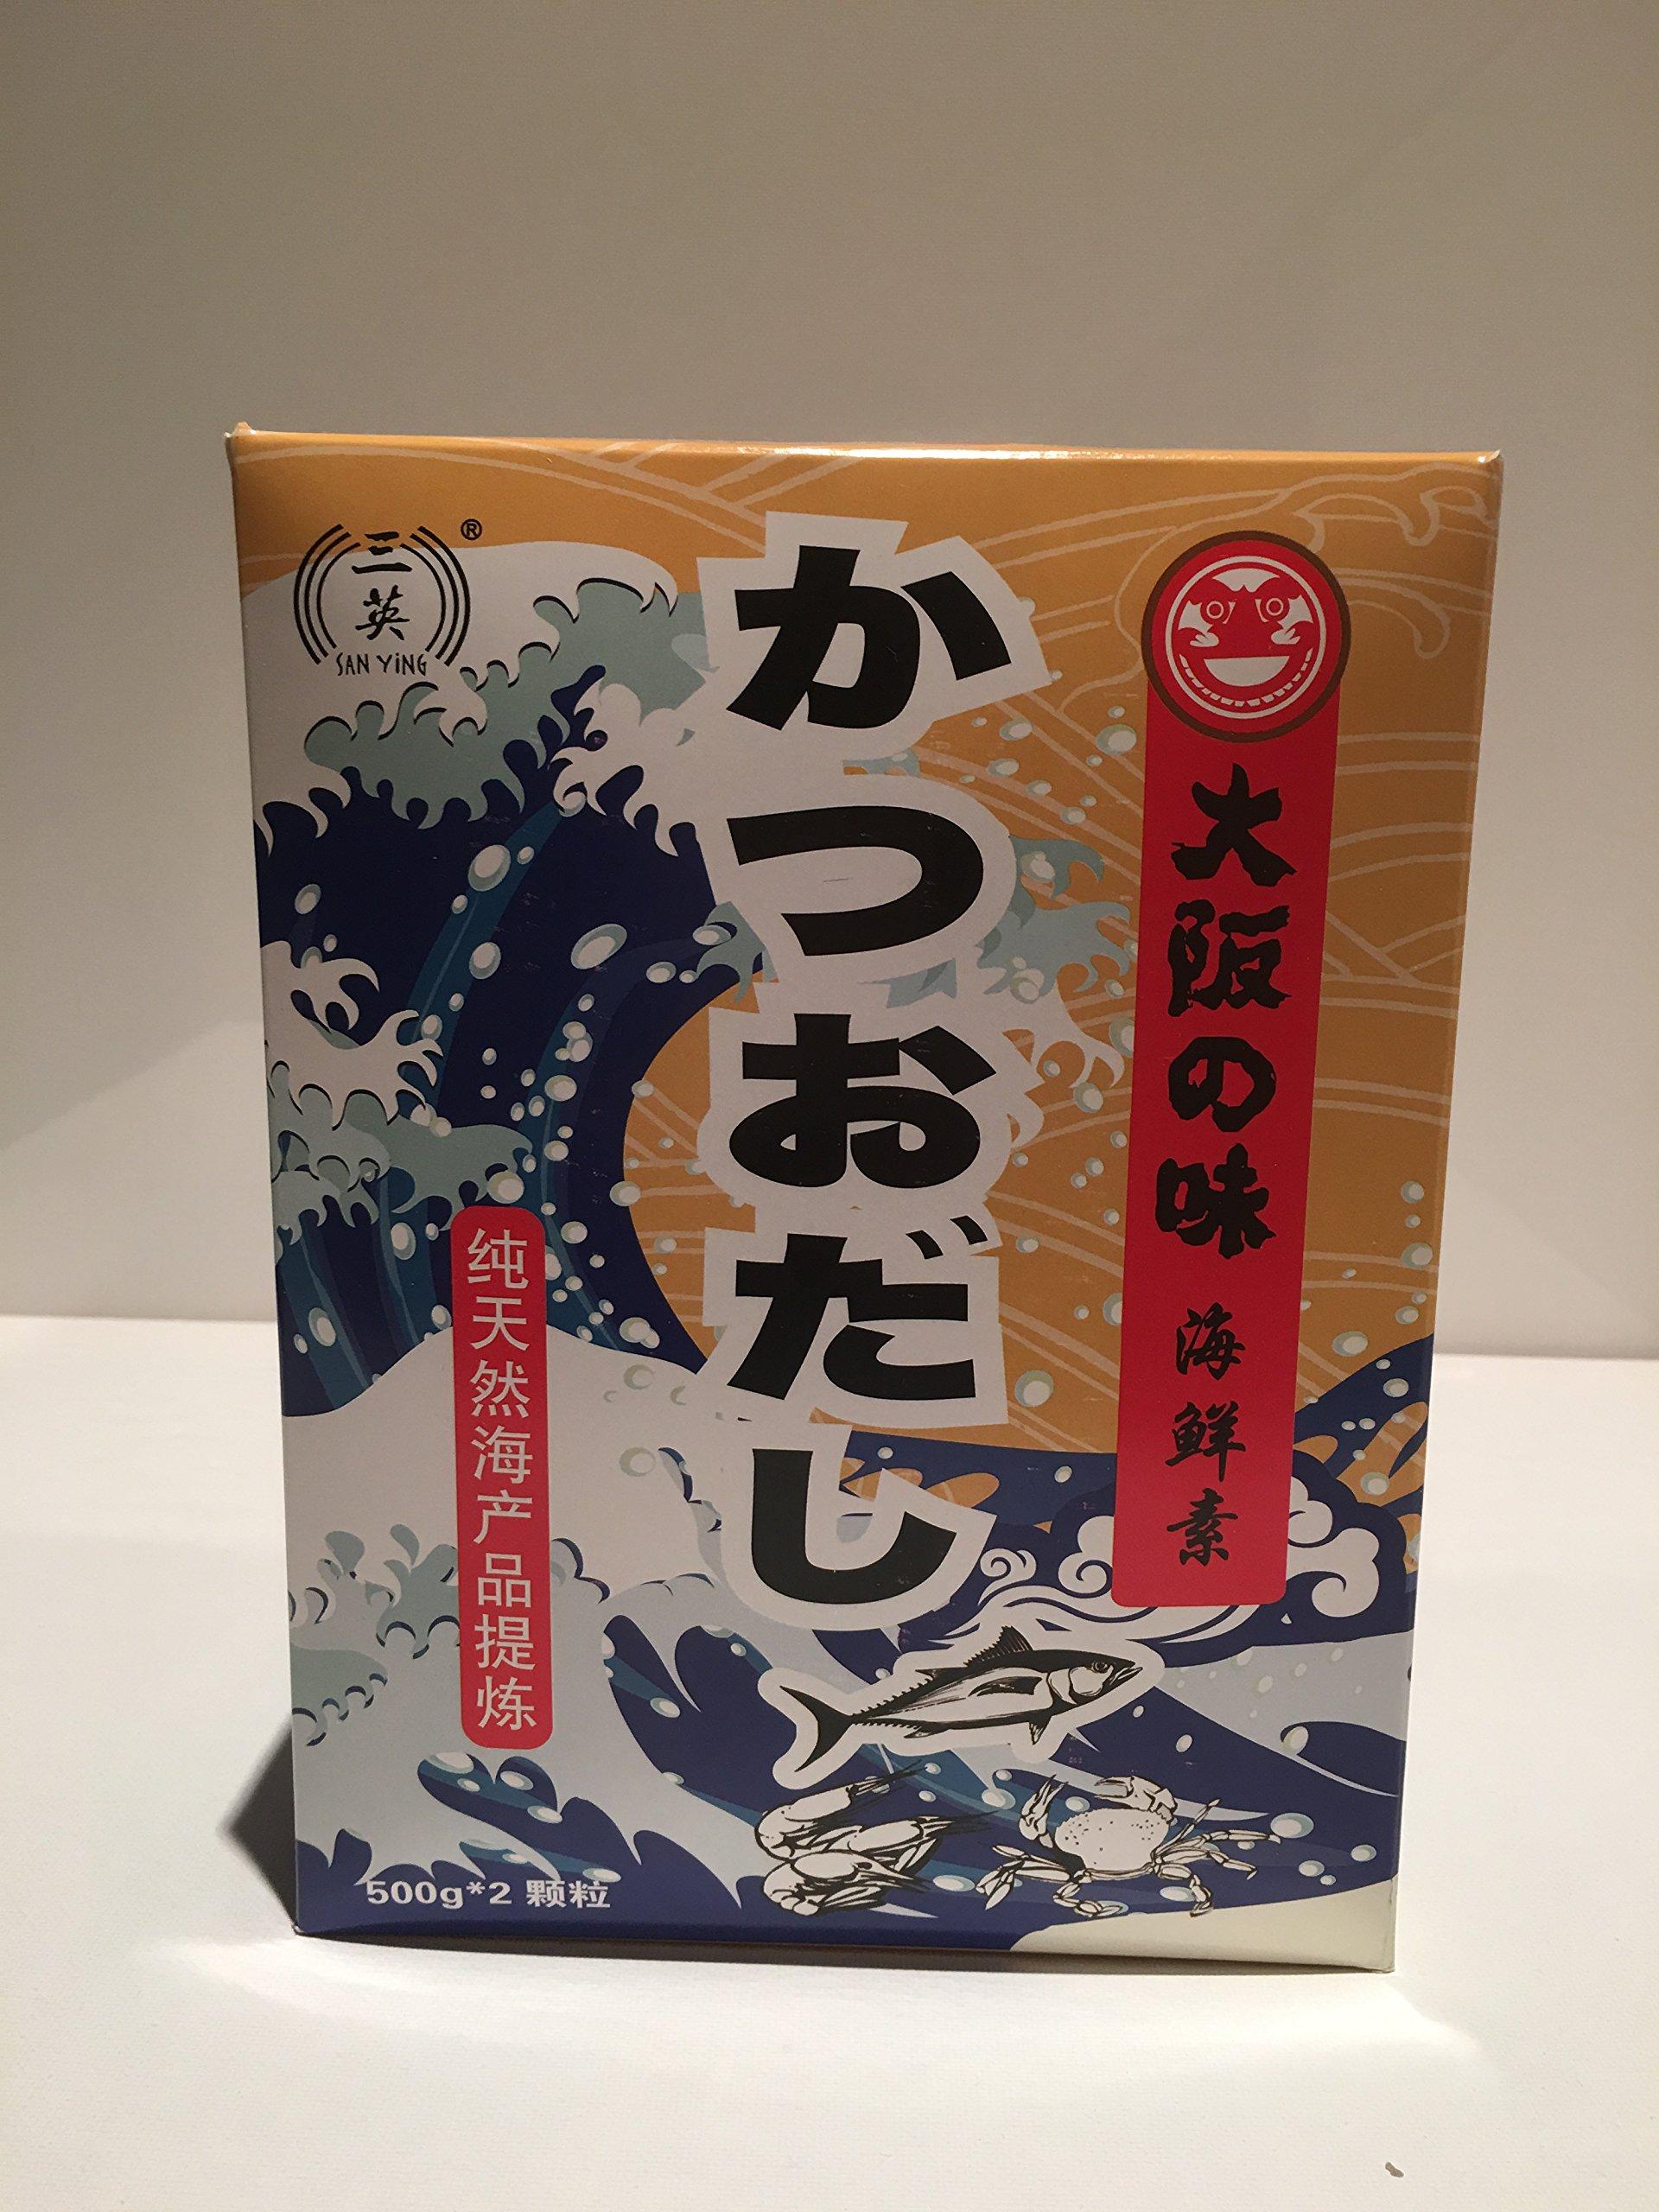 三英
SAN YiNG
®
かつおだし
大阪の味 海鮮素
纯天然海产品提炼
500g*2 颗粒